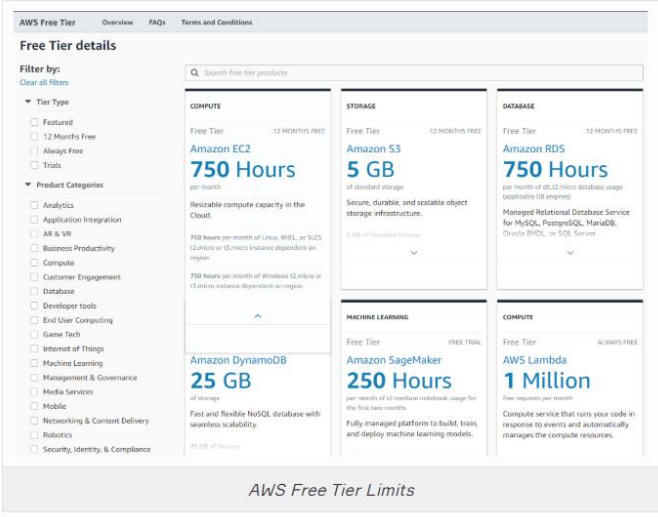 AWS Free Tier Overview FAQs Terms and Conditions
Free Tier details
Filter by:
Clear all filters
Tier Type
Featured
12 Months Free
Always Free
Trials
Product Categories
Analytics
Application Integration
AR & VR
Business Productivity
Compute
Customer Engagement
Database
Developer tools
End User Computing
Game Tech
Internet of Things
Machine Learning
Management & Governance
Media Services
Mobile
Networking & Content Delivery
Robotics
Security, Identity, & Compliance
Search free tier products
COMPUTE
Free Tier 12 MONTHS FREE
Amazon EC2
750 Hours
per month
Resizable compute capacity in the
Cloud.
750 hours per month of Linux, RHEL, or SLES
t2.micro or t3.micro instance dependent on
region
750 hours per month of Windows t2.micro or
t3.micro instance dependent on region
STORAGE
Free Tier 12 MONTHS FREE
Amazon S3
5 GB
of standard storage
Secure, durable, and scalable object
storage infrastructure.
5 GB of Standard Storage
DATABASE
Free Tier 12 MONTHS FREE
Amazon RDS
750 Hours
per month of db.t2.micro database usage
(applicable DB engines)
Managed Relational Database Service
for MySQL, PostgreSQL, MariaDB,
Oracle BYOL, or SQL Server.
Amazon DynamoDB
25 GB
of storage
Fast and flexible NoSQL database with
seamless scalability.
25 GB of Storage
MACHINE LEARNING
Free Tier FREE TRIAL
Amazon SageMaker
250 Hours
per month of t2.medium notebook usage for
the first two months
Fully managed platform to build, train,
and deploy machine learning models.
COMPUTE
Free Tier ALWAYS FREE
AWS Lambda
1 Million
free requests per month
Compute service that runs your code in
response to events and automatically
manages the compute resources.
AWS Free Tier Limits